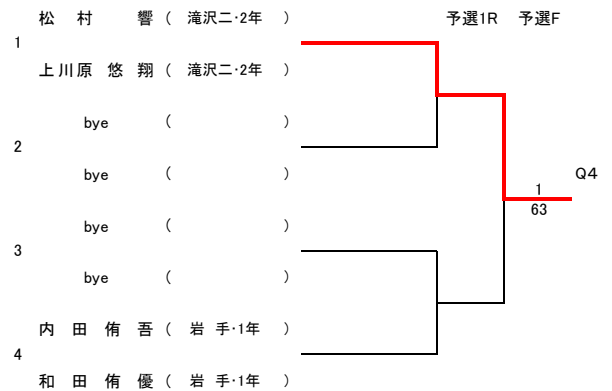 松 村 響 ( 滝沢二・2年 ) 予選1R 予選F
1
上川原 悠 翔 ( 滝沢二・2年 )
bye ( )
2
bye ( ) Q4
1
63
bye ( )
3
bye ( )
内 田 侑 吾 ( 岩 手・1年 )
4
和 田 侑 優 ( 岩 手・1年 )